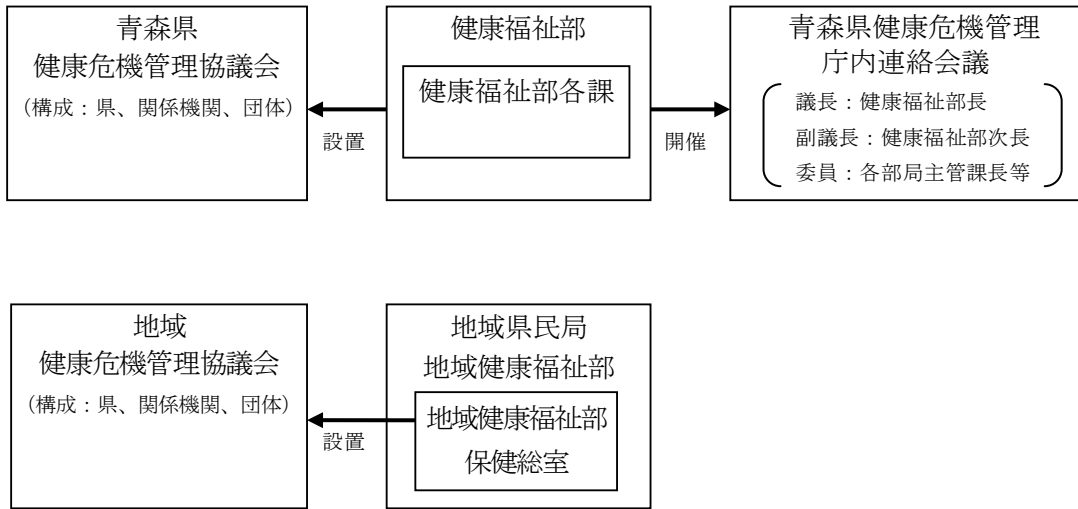 青森県
健康危機管理協議会
（構成：県、関係機関、団体）
設置
健康福祉部
健康福祉部各課
開催
青森県健康危機管理
庁内連絡会議
議長：健康福祉部長
副議長：健康福祉部次長
委員：各部局主管課長等
地域
健康危機管理協議会
（構成：県、関係機関、団体）
設置
地域県民局
地域健康福祉部
地域健康福祉部
保健総室